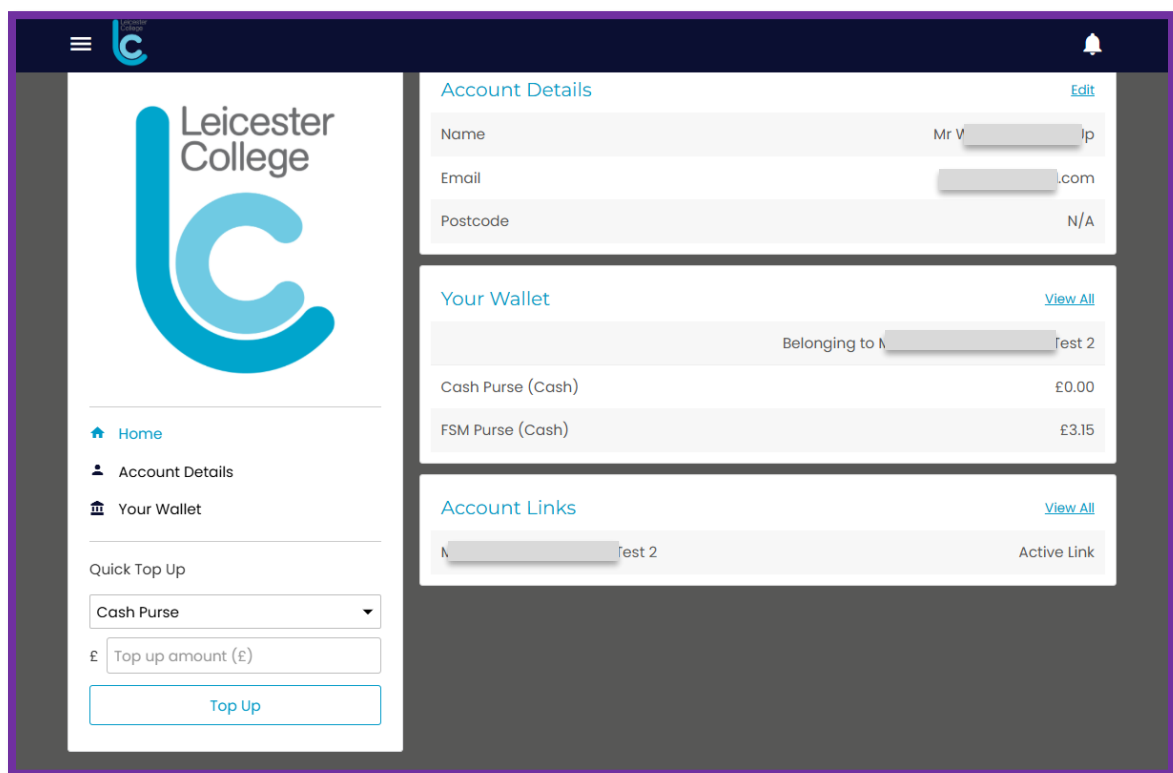 Leicester
College
Leicester
College
Home
Account Details
Your Wallet
Quick Top Up
Cash Purse
£ Top up amount (£)
Top Up
Account Details Edit
Name Mr
Email .com
Postcode N/A
Your Wallet View All
Belonging to Test 2
Cash Purse (Cash) £0.00
FSM Purse (Cash) £3.15
Account Links View All
Test 2 Active Link